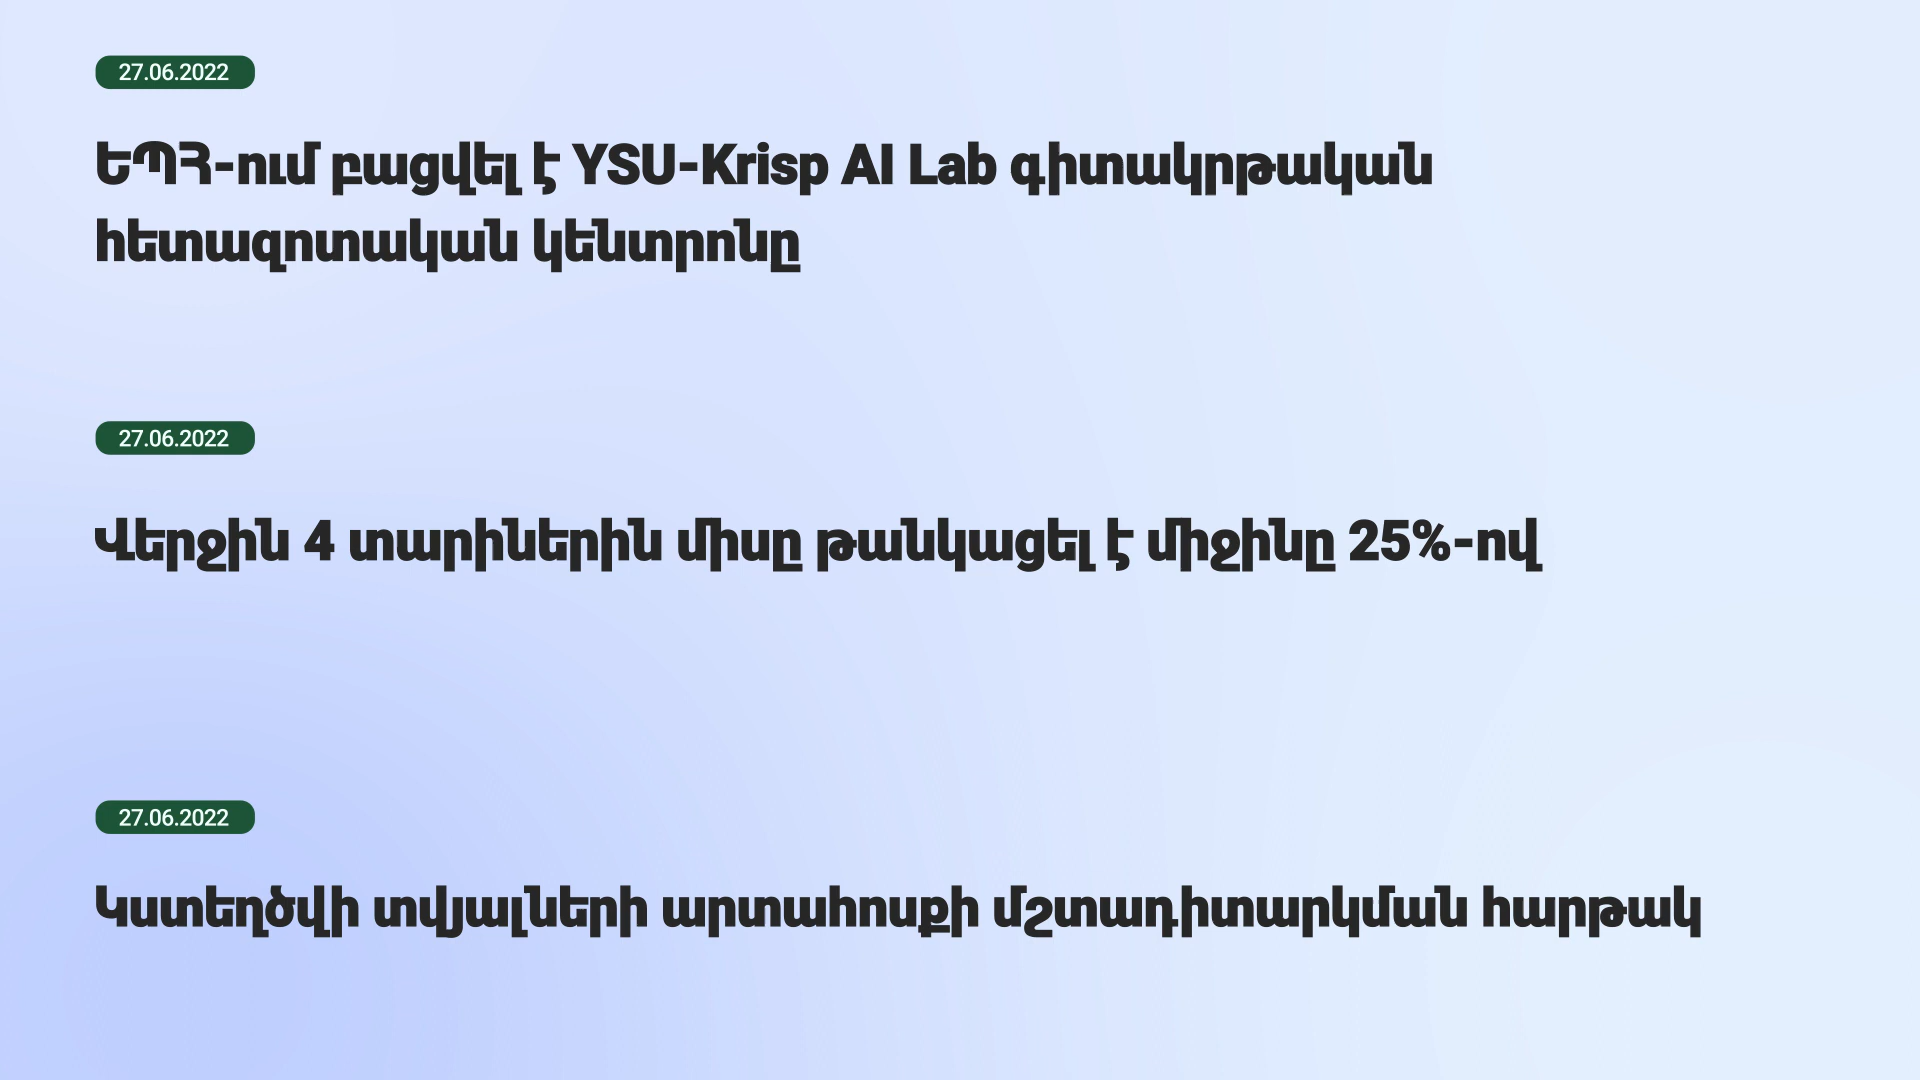 27.06.2022
ԵՊՀ-ում բացվել է YSU-Krisp AI Lab գիտակրթական
հետազոտական կենտրոնը
27.06.2022
Վերջին 4 տարիներին միսը թանկացել է միջինը 25%-ով
27.06.2022
Կստեղծվի տվյալների արտահոսքի մշտադիտարկման հարթակ